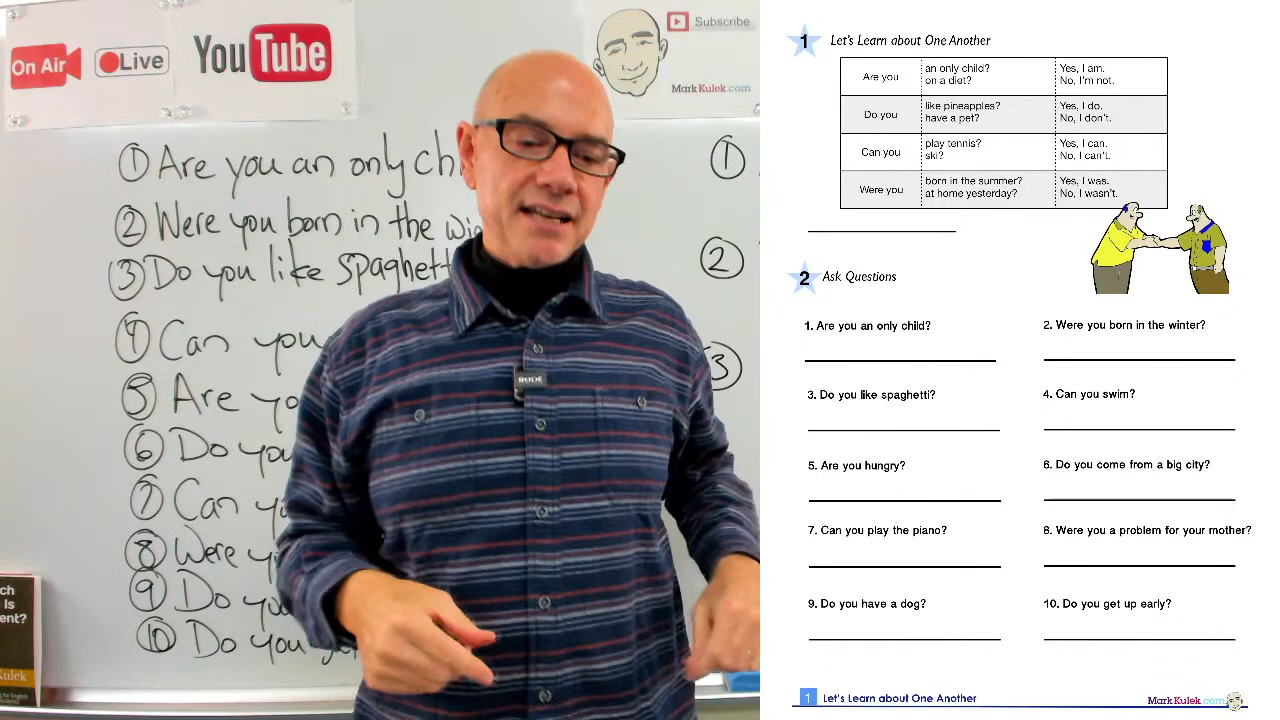 On Air
Live
YouTube
Subscribe
MarkKulek.com
① Are you an only
② Were you born in the
③ Do you like
④ Can you
⑤ Are
⑥ Do
⑦ Can
⑧ Were
⑨ Do
⑩ Do you
①
②
③
RODE
Is
1 Let's Learn about One Another
Are you
an only child?
on a diet?
Yes, I am.
No, I'm not.
Do you
like pineapples?
have a pet?
Yes, I do.
No, I don't.
Can you
play tennis?
ski?
Yes, I can.
No, I can't.
Were you
born in the summer?
at home yesterday?
Yes, I was.
No, I wasn't.
2 Ask Questions
1. Are you an only child?
2. Were you born in the winter?
3. Do you like spaghetti?
4. Can you swim?
5. Are you hungry?
6. Do you come from a big city?
7. Can you play the piano?
8. Were you a problem for your mother?
9. Do you have a dog?
10. Do you get up early?
1 Let's Learn about One Another
MarkKulek.com